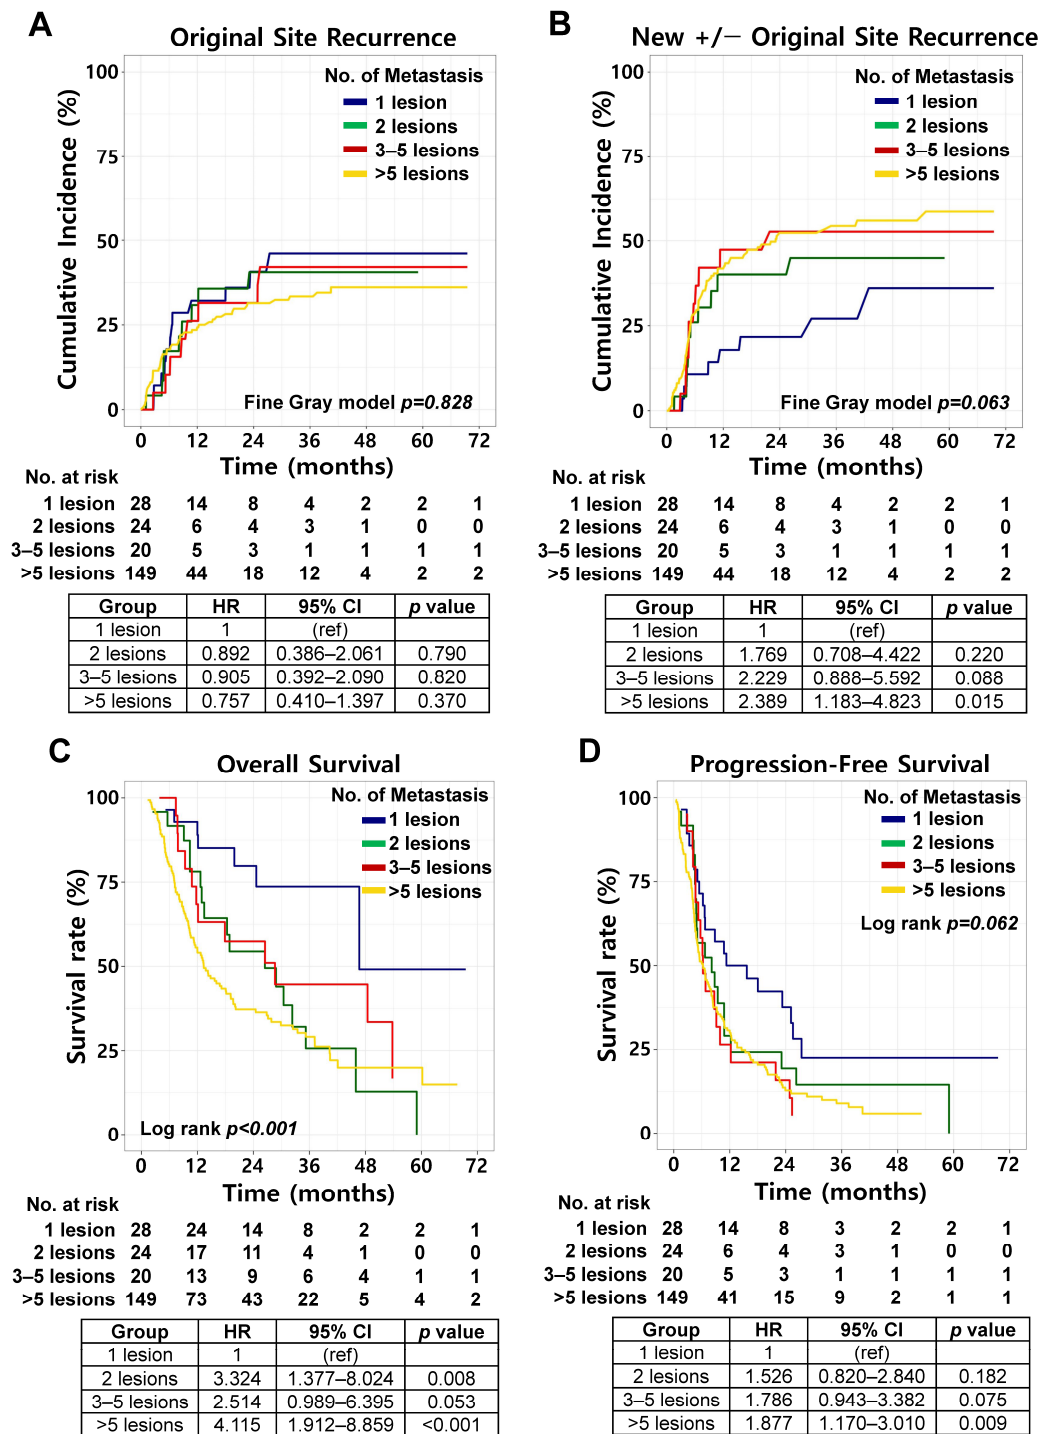 A
Original Site Recurrence
Cumulative Incidence (%)
100
75
50
25
0
No. of Metastasis
1 lesion
2 lesions
3–5 lesions
>5 lesions
Fine Gray model p=0.828
0 12 24 36 48 60 72
Time (months)
No. at risk
1 lesion 28 14 8 4 2 2 1
2 lesions 24 6 4 3 1 0 0
3–5 lesions 20 5 3 1 1 1 1
>5 lesions 149 44 18 12 4 2 2
Group HR 95% CI p value
1 lesion 1 (ref)
2 lesions 0.892 0.386–2.061 0.790
3–5 lesions 0.905 0.392–2.090 0.820
>5 lesions 0.757 0.410–1.397 0.370
B
New +/− Original Site Recurrence
Cumulative Incidence (%)
100
75
50
25
0
No. of Metastasis
1 lesion
2 lesions
3–5 lesions
>5 lesions
Fine Gray model p=0.063
0 12 24 36 48 60 72
Time (months)
No. at risk
1 lesion 28 14 8 4 2 2 1
2 lesions 24 6 4 3 1 0 0
3–5 lesions 20 5 3 1 1 1 1
>5 lesions 149 44 18 12 4 2 2
Group HR 95% CI p value
1 lesion 1 (ref)
2 lesions 1.769 0.708–4.422 0.220
3–5 lesions 2.229 0.888–5.592 0.088
>5 lesions 2.389 1.183–4.823 0.015
C
Overall Survival
Survival rate (%)
100
75
50
25
0
No. of Metastasis
1 lesion
2 lesions
3–5 lesions
>5 lesions
Log rank p<0.001
0 12 24 36 48 60 72
Time (months)
No. at risk
1 lesion 28 24 14 8 2 2 1
2 lesions 24 17 11 4 1 0 0
3–5 lesions 20 13 9 6 4 1 1
>5 lesions 149 73 43 22 5 4 2
Group HR 95% CI p value
1 lesion 1 (ref)
2 lesions 3.324 1.377–8.024 0.008
3–5 lesions 2.514 0.989–6.395 0.053
>5 lesions 4.115 1.912–8.859 <0.001
D
Progression-Free Survival
Survival rate (%)
100
75
50
25
0
No. of Metastasis
1 lesion
2 lesions
3–5 lesions
>5 lesions
Log rank p=0.062
0 12 24 36 48 60 72
Time (months)
No. at risk
1 lesion 28 14 8 3 2 2 1
2 lesions 24 6 4 3 1 0 0
3–5 lesions 20 5 3 1 1 1 1
>5 lesions 149 41 15 9 2 1 1
Group HR 95% CI p value
1 lesion 1 (ref)
2 lesions 1.526 0.820–2.840 0.182
3–5 lesions 1.786 0.943–3.382 0.075
>5 lesions 1.877 1.170–3.010 0.009